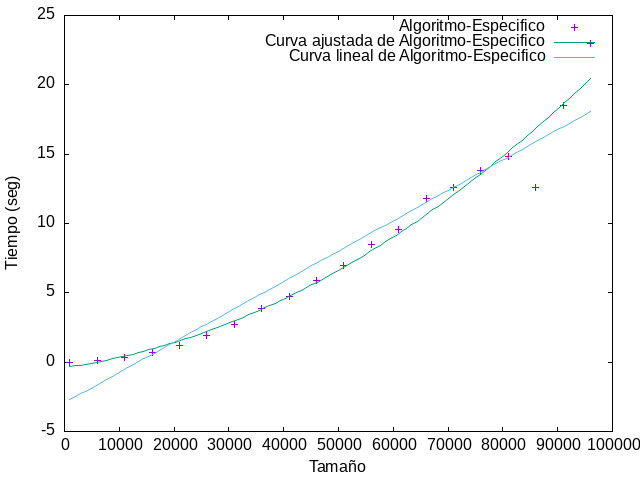 25
20
15
10
5
0
-5
Tiempo (seg)
Algoritmo-Especifico
Curva ajustada de Algoritmo-Especifico
Curva lineal de Algoritmo-Especifico
0 10000 20000 30000 40000 50000 60000 70000 80000 90000 100000
Tamaño